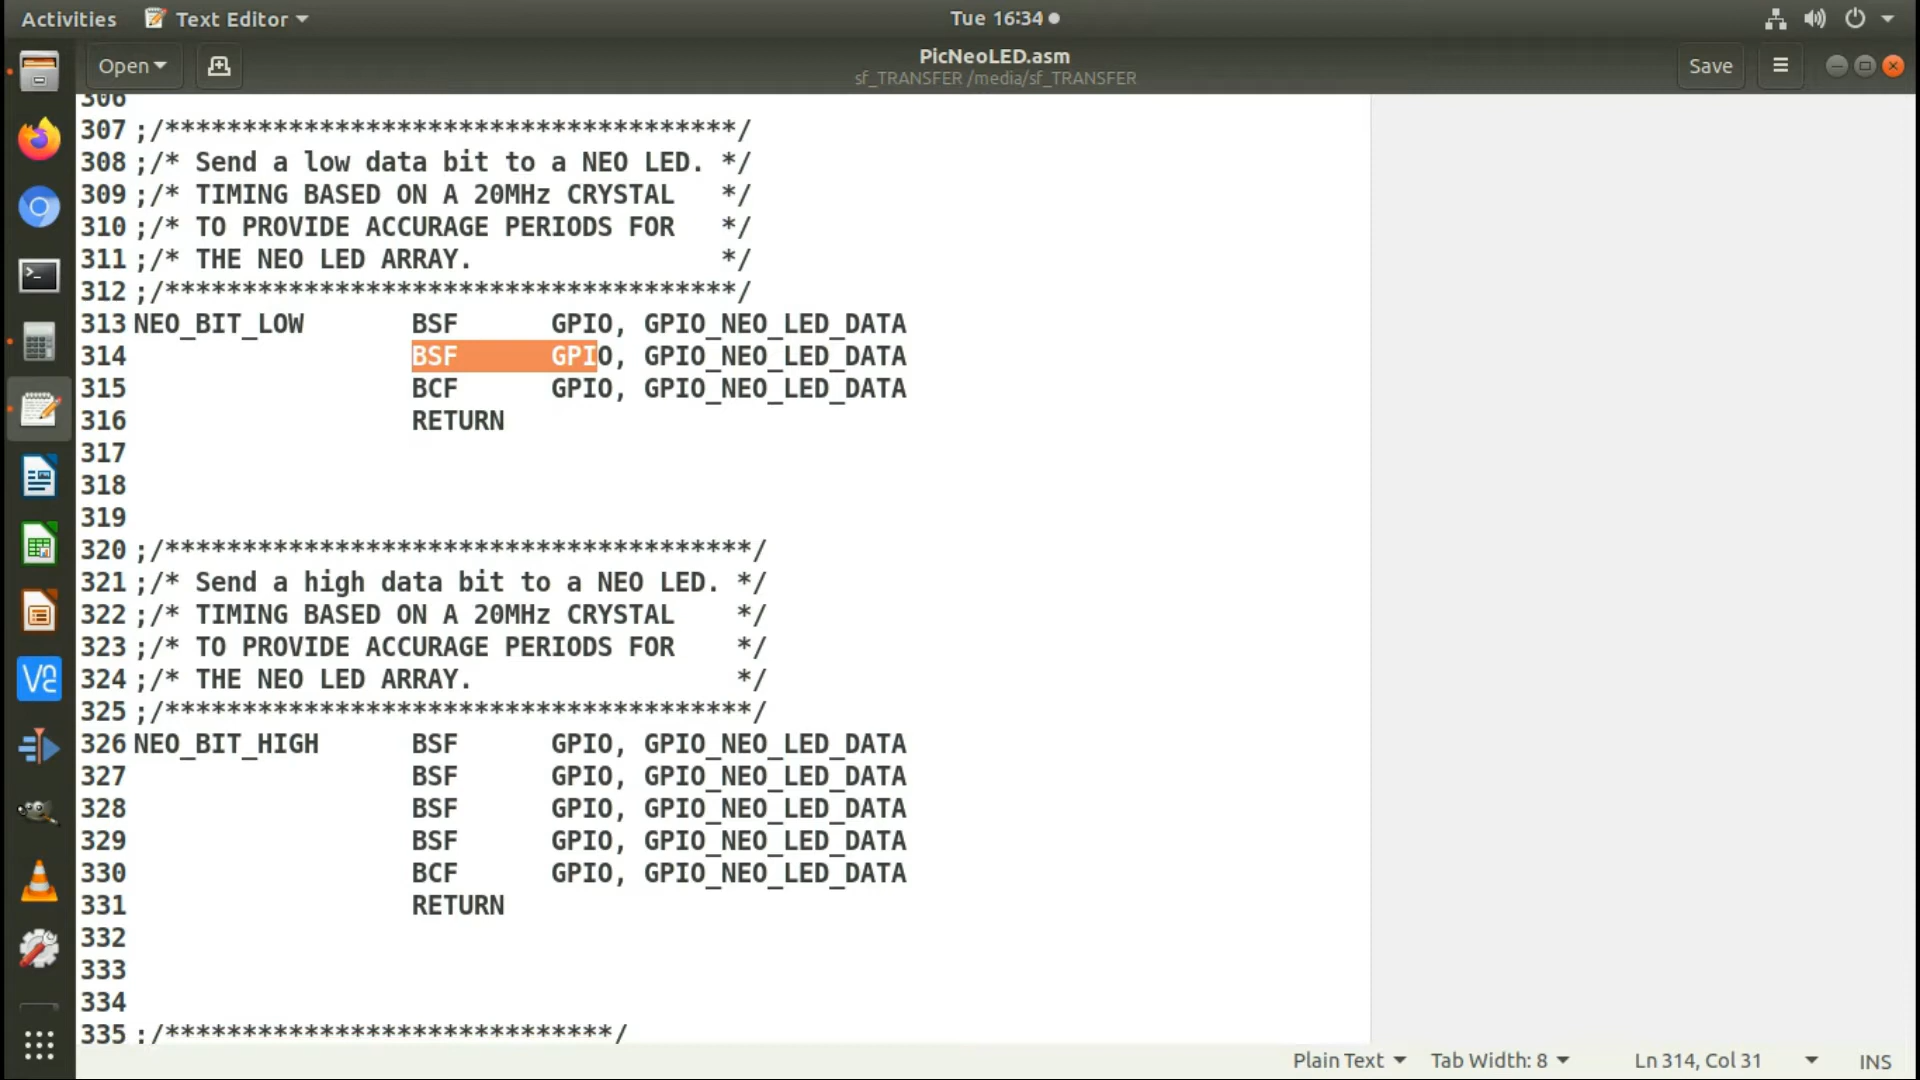 Activities Text Editor Tue 16:34
Open PicNeoLED.asm Save
sf_TRANSFER /media/sf_TRANSFER
306
307 ;/*************************************/
308 ;/* Send a low data bit to a NEO LED. */
309 ;/* TIMING BASED ON A 20MHz CRYSTAL   */
310 ;/* TO PROVIDE ACCURAGE PERIODS FOR   */
311 ;/* THE NEO LED ARRAY.                */
312 ;/*************************************/
313 NEO_BIT_LOW       BSF      GPIO, GPIO_NEO_LED_DATA
314                   BSF      GPIO, GPIO_NEO_LED_DATA
315                   BCF      GPIO, GPIO_NEO_LED_DATA
316                   RETURN
317
318
319
320 ;/**************************************/
321 ;/* Send a high data bit to a NEO LED. */
322 ;/* TIMING BASED ON A 20MHz CRYSTAL    */
323 ;/* TO PROVIDE ACCURAGE PERIODS FOR    */
324 ;/* THE NEO LED ARRAY.                 */
325 ;/**************************************/
326 NEO_BIT_HIGH      BSF      GPIO, GPIO_NEO_LED_DATA
327                   BSF      GPIO, GPIO_NEO_LED_DATA
328                   BSF      GPIO, GPIO_NEO_LED_DATA
329                   BSF      GPIO, GPIO_NEO_LED_DATA
330                   BCF      GPIO, GPIO_NEO_LED_DATA
331                   RETURN
332
333
334
335 ;/*****************************/
Plain Text Tab Width: 8 Ln 314, Col 31 INS